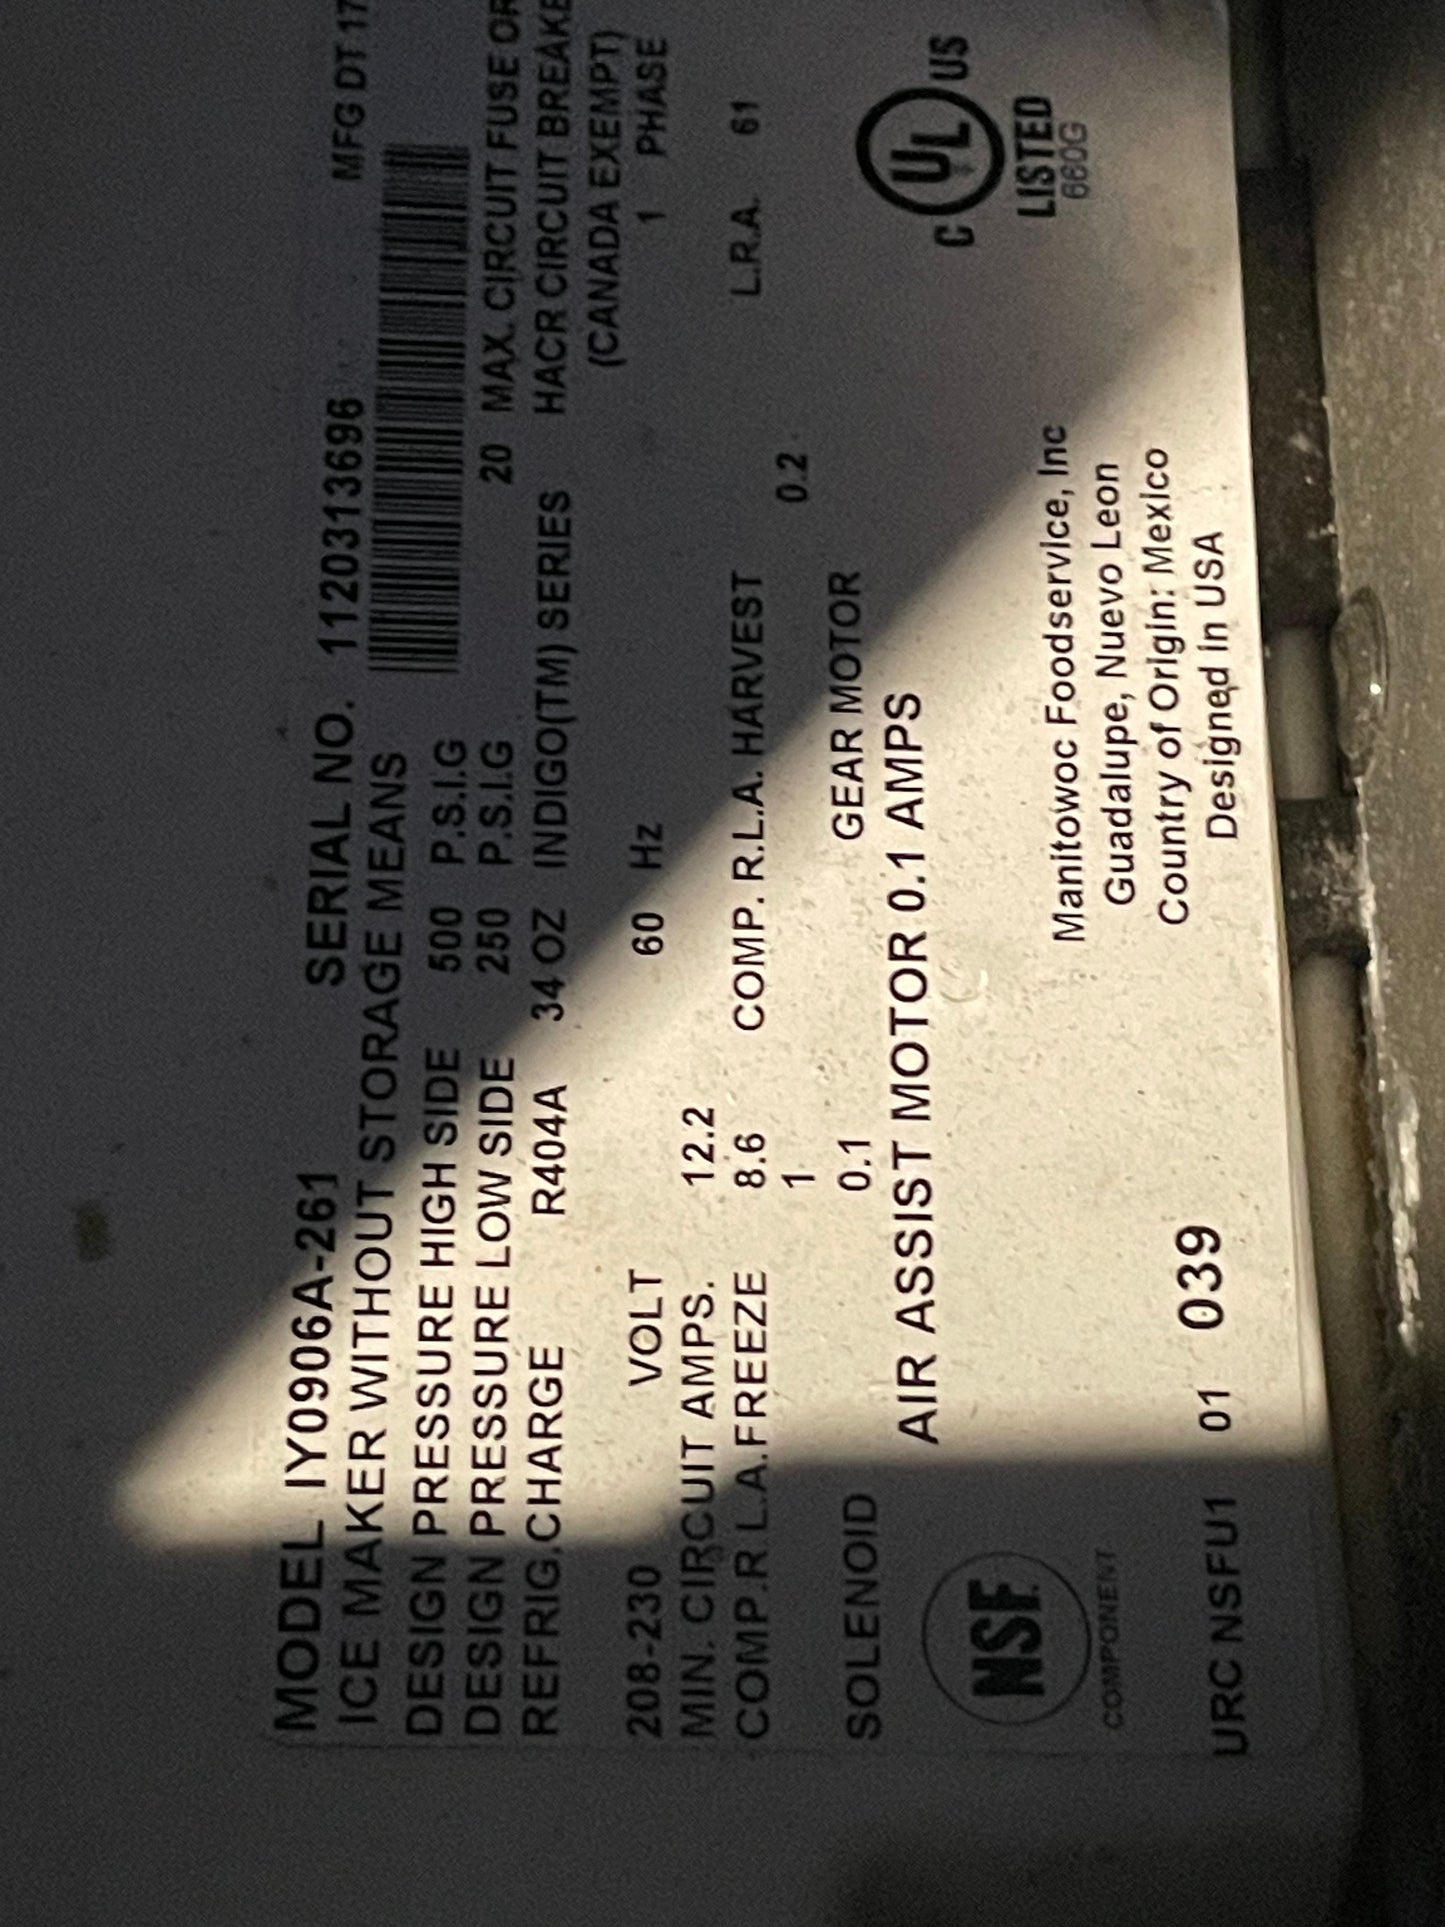 MODEL IY0906A-261 SERIAL NO. 1120313696 MFG DT 17
ICE MAKER WITHOUT STORAGE MEANS
DESIGN PRESSURE HIGH SIDE 500 P.S.I.G
DESIGN PRESSURE LOW SIDE 250 P.S.I.G 20 MAX. CIRCUIT FUSE OR
REFRIG.CHARGE R404A 34 OZ INDIGO(TM) SERIES HACR CIRCUIT BREAKE
(CANADA EXEMPT)
208-230 VOLT 60 Hz 1 PHASE
MIN. CIRCUIT AMPS. 12.2
COMP.R.L.A.FREEZE 8.6 COMP. R.L.A. HARVEST L.R.A. 61
1 0.2
SOLENOID 0.1 GEAR MOTOR
AIR ASSIST MOTOR 0.1 AMPS
C UL US
LISTED
660G
NSF.
COMPONENT
Manitowoc Foodservice, Inc
Guadalupe, Nuevo Leon
Country of Origin: Mexico
Designed in USA
URC NSFU1 01 039